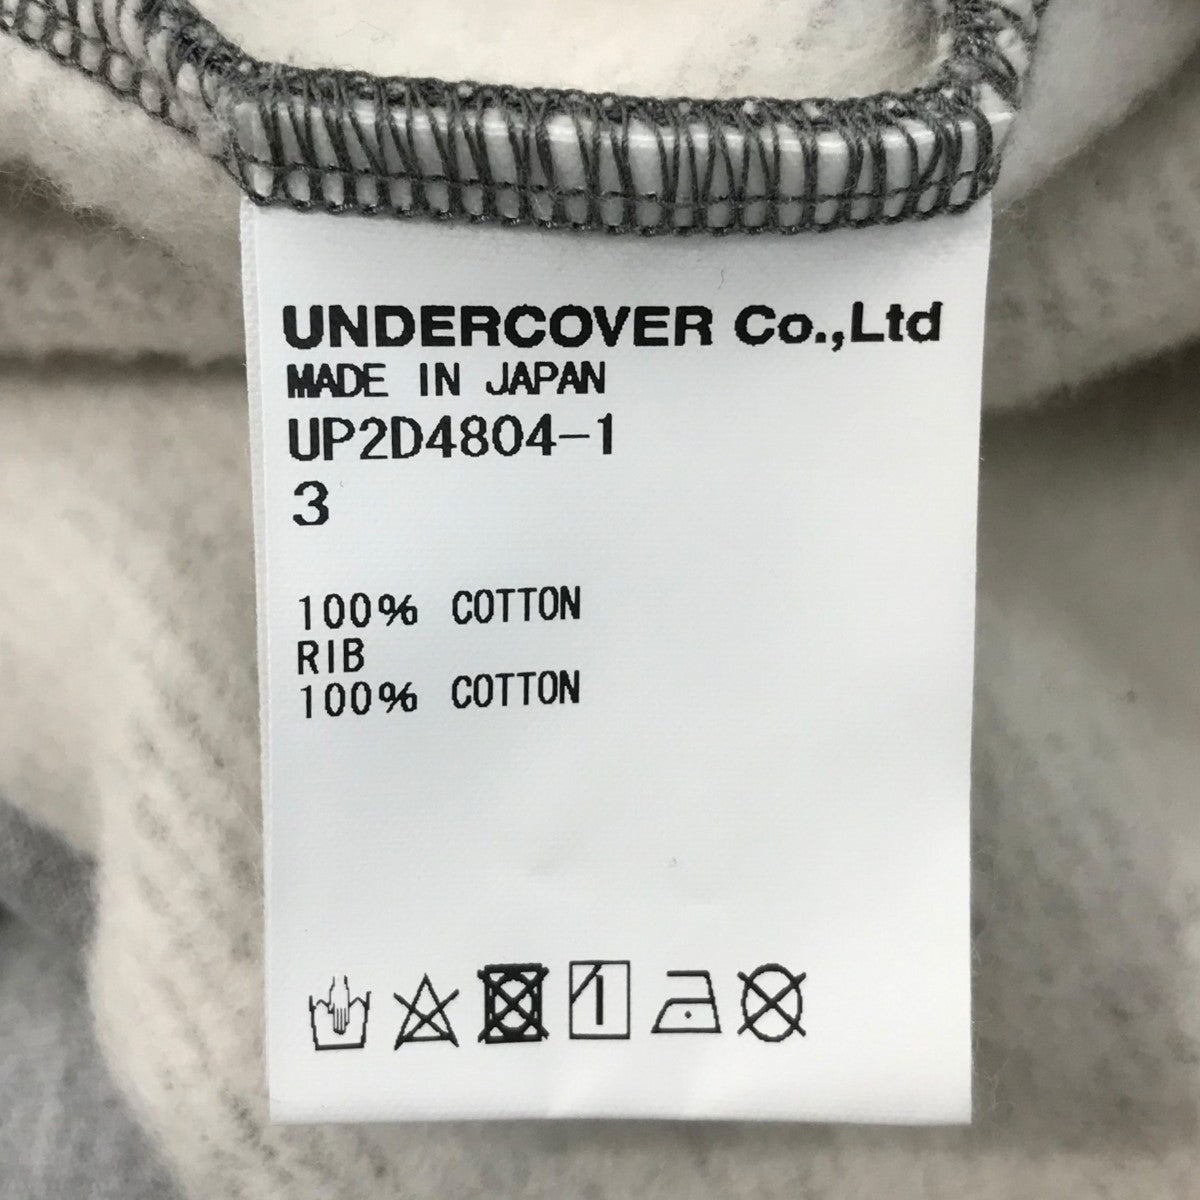 UNDERCOVER Co.,Ltd
MADE IN JAPAN
UP2D4804-1
3
100% COTTON
RIB
100% COTTON